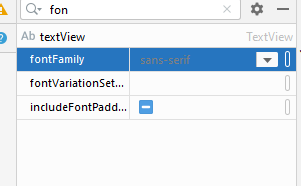 fon
Ab textView TextView
fontFamily sans-serif
fontVariationSet...
includeFontPadd...